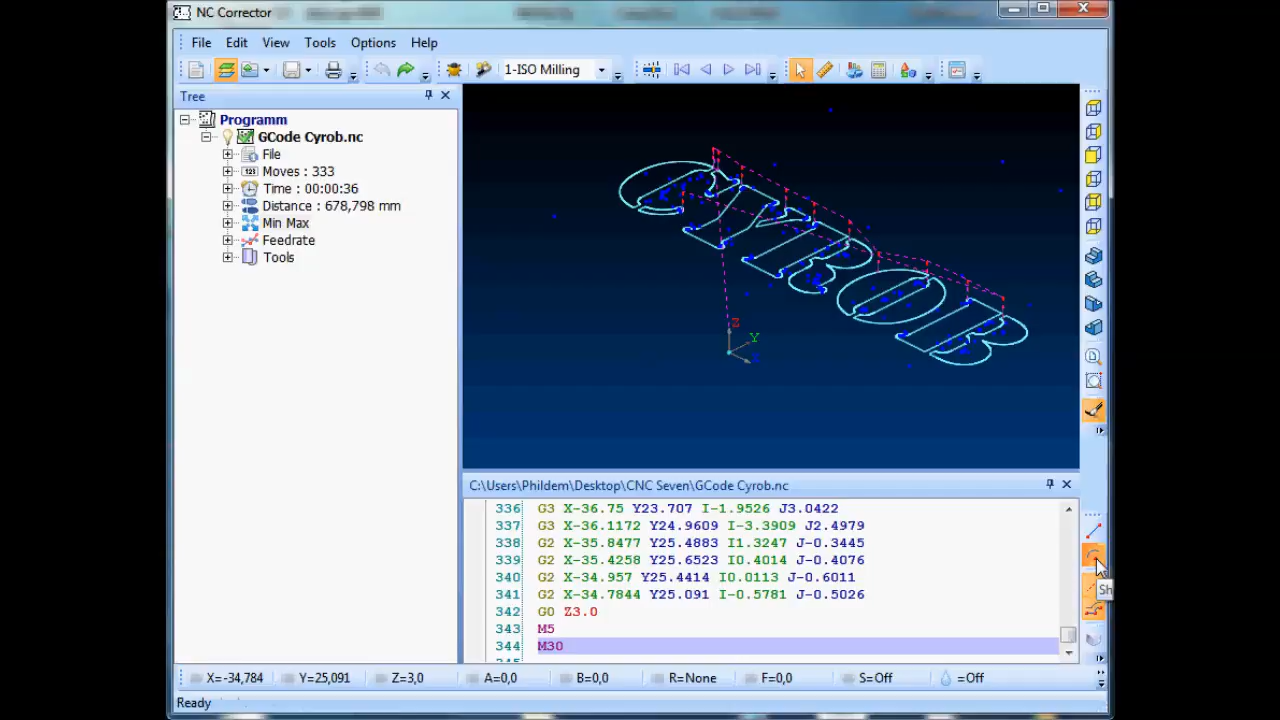 NC Corrector
File Edit View Tools Options Help
1-ISO Milling
Tree
Programm
GCode Cyrob.nc
File
Moves : 333
Time : 00:00:36
Distance : 678,798 mm
Min Max
Feedrate
Tools
CYROB
Z
Y
C:\Users\Phildem\Desktop\CNC Seven\GCode Cyrob.nc
336 G3 X-36.75 Y23.707 I-1.9526 J3.0422
337 G3 X-36.1172 Y24.9609 I-3.3909 J2.4979
338 G2 X-35.8477 Y25.4883 I1.3247 J-0.3445
339 G2 X-35.4258 Y25.6523 I0.4014 J-0.4076
340 G2 X-34.957 Y25.4414 I0.0113 J-0.6011
341 G2 X-34.7844 Y25.091 I-0.5781 J-0.5026
342 G0 Z3.0
343 M5
344 M30
Sh
X=-34,784 Y=25,091 Z=3,0 A=0,0 B=0,0 R=None F=0,0 S=Off =Off
Ready